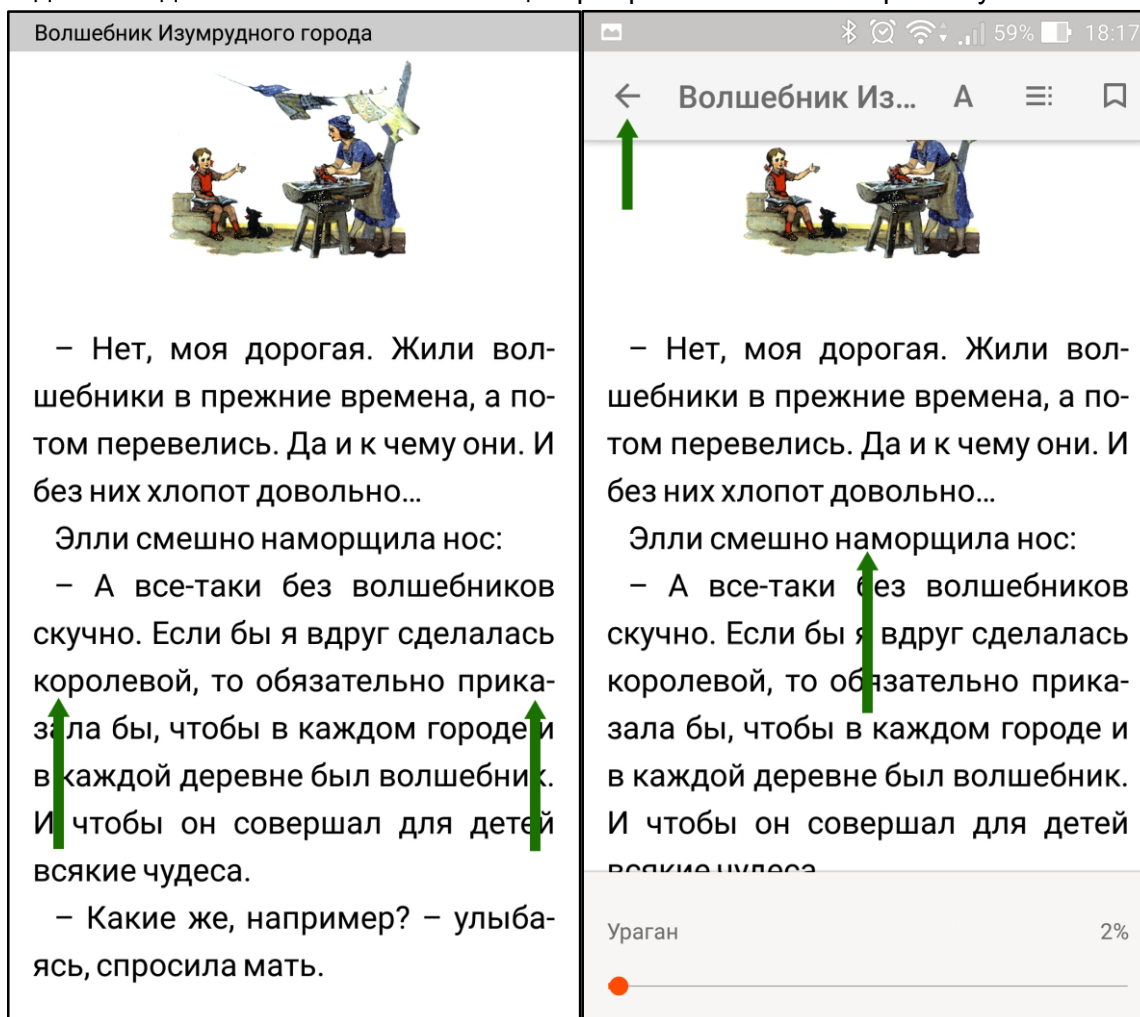 Волшебник Изумрудного города
– Нет, моя дорогая. Жили вол-
шебники в прежние времена, а по-
том перевелись. Да и к чему они. И
без них хлопот довольно...
Элли смешно наморщила нос:
– А все-таки без волшебников
скучно. Если бы я вдруг сделалась
королевой, то обязательно прика-
зала бы, чтобы в каждом городе и
в каждой деревне был волшебник.
И чтобы он совершал для детей
всякие чудеса.
– Какие же, например? – улыба-
ясь, спросила мать.
59% 18:17
Волшебник Из... A
– Нет, моя дорогая. Жили вол-
шебники в прежние времена, а по-
том перевелись. Да и к чему они. И
без них хлопот довольно...
Элли смешно наморщила нос:
– А все-таки без волшебников
скучно. Если бы я вдруг сделалась
королевой, то обязательно прика-
зала бы, чтобы в каждом городе и
в каждой деревне был волшебник.
И чтобы он совершал для детей
всякие чудеса
Ураган 2%